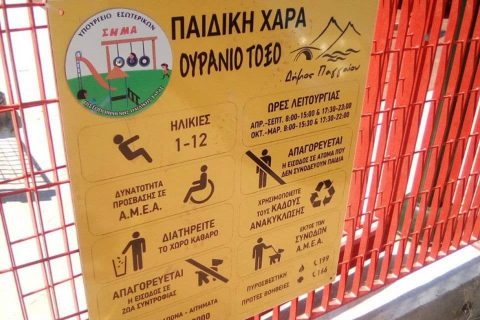 ΥΠΟΥΡΓΕΙΟ ΕΣΩΤΕΡΙΚΩΝ
ΣΗΜΑ
ΠΑΙΔΙΚΗ ΧΑΡΑ
ΟΥΡΑΝΙΟ ΤΟΞΟ
Δήμος Παγγαίου
ΗΛΙΚΙΕΣ
1-12
ΩΡΕΣ ΛΕΙΤΟΥΡΓΙΑΣ
ΑΠΡ.-ΣΕΠΤ. 8:00-15:00 & 17:30-23:00
ΟΚΤ.-ΜΑΡ. 8:00-15:30 & 17:30-22:00
ΑΠΑΓΟΡΕΥΕΤΑΙ
Η ΕΙΣΟΔΟΣ ΣΕ ΑΤΟΜΑ ΠΟΥ
ΔΕΝ ΣΥΝΟΔΕΥΟΥΝ ΠΑΙΔΙΑ
ΔΥΝΑΤΟΤΗΤΑ
ΠΡΟΣΒΑΣΗΣ ΣΕ
Α.Μ.Ε.Α.
ΧΡΗΣΙΜΟΠΟΙΕΙΤΕ
ΤΟΥΣ ΚΑΔΟΥΣ
ΑΝΑΚΥΚΛΩΣΗΣ
ΔΙΑΤΗΡΕΙΤΕ
ΤΟ ΧΩΡΟ ΚΑΘΑΡΟ
ΕΚΤΟΣ ΤΩΝ
ΣΥΝΟΔΩΝ
Α.Μ.Ε.Α.
ΑΠΑΓΟΡΕΥΕΤΑΙ
Η ΕΙΣΟΔΟΣ ΣΕ
ΖΩΑ ΣΥΝΤΡΟΦΙΑΣ
ΠΥΡΟΣΒΕΣΤΙΚΗ 199
ΠΡΩΤΕΣ ΒΟΗΘΕΙΕΣ 166
- ΑΙΤΗΜΑΤΑ